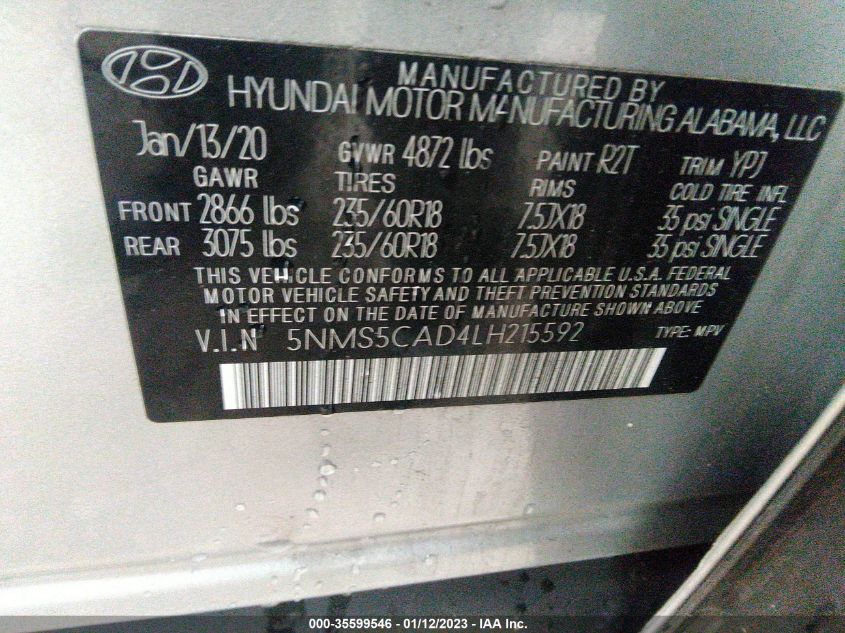 MANUFACTURED BY
HYUNDAI MOTOR MANUFACTURING ALABAMA, LLC
Jan/13/20 GVWR 4872 lbs PAINT R2T TRIM YPJ
GAWR TIRES RIMS COLD TIRE INFL
FRONT 2866 lbs 235/60R18 7.5JX18 35 psi SINGLE
REAR 3075 lbs 235/60R18 7.5JX18 35 psi SINGLE
THIS VEHICLE CONFORMS TO ALL APPLICABLE U.S.A. FEDERAL
MOTOR VEHICLE SAFETY AND THEFT PREVENTION STANDARDS
IN EFFECT ON THE DATE OF MANUFACTURE SHOWN ABOVE
V.I.N 5NMS5CAD4LH215592 TYPE: MPV
000-35599546 - 01/12/2023 - IAA Inc.